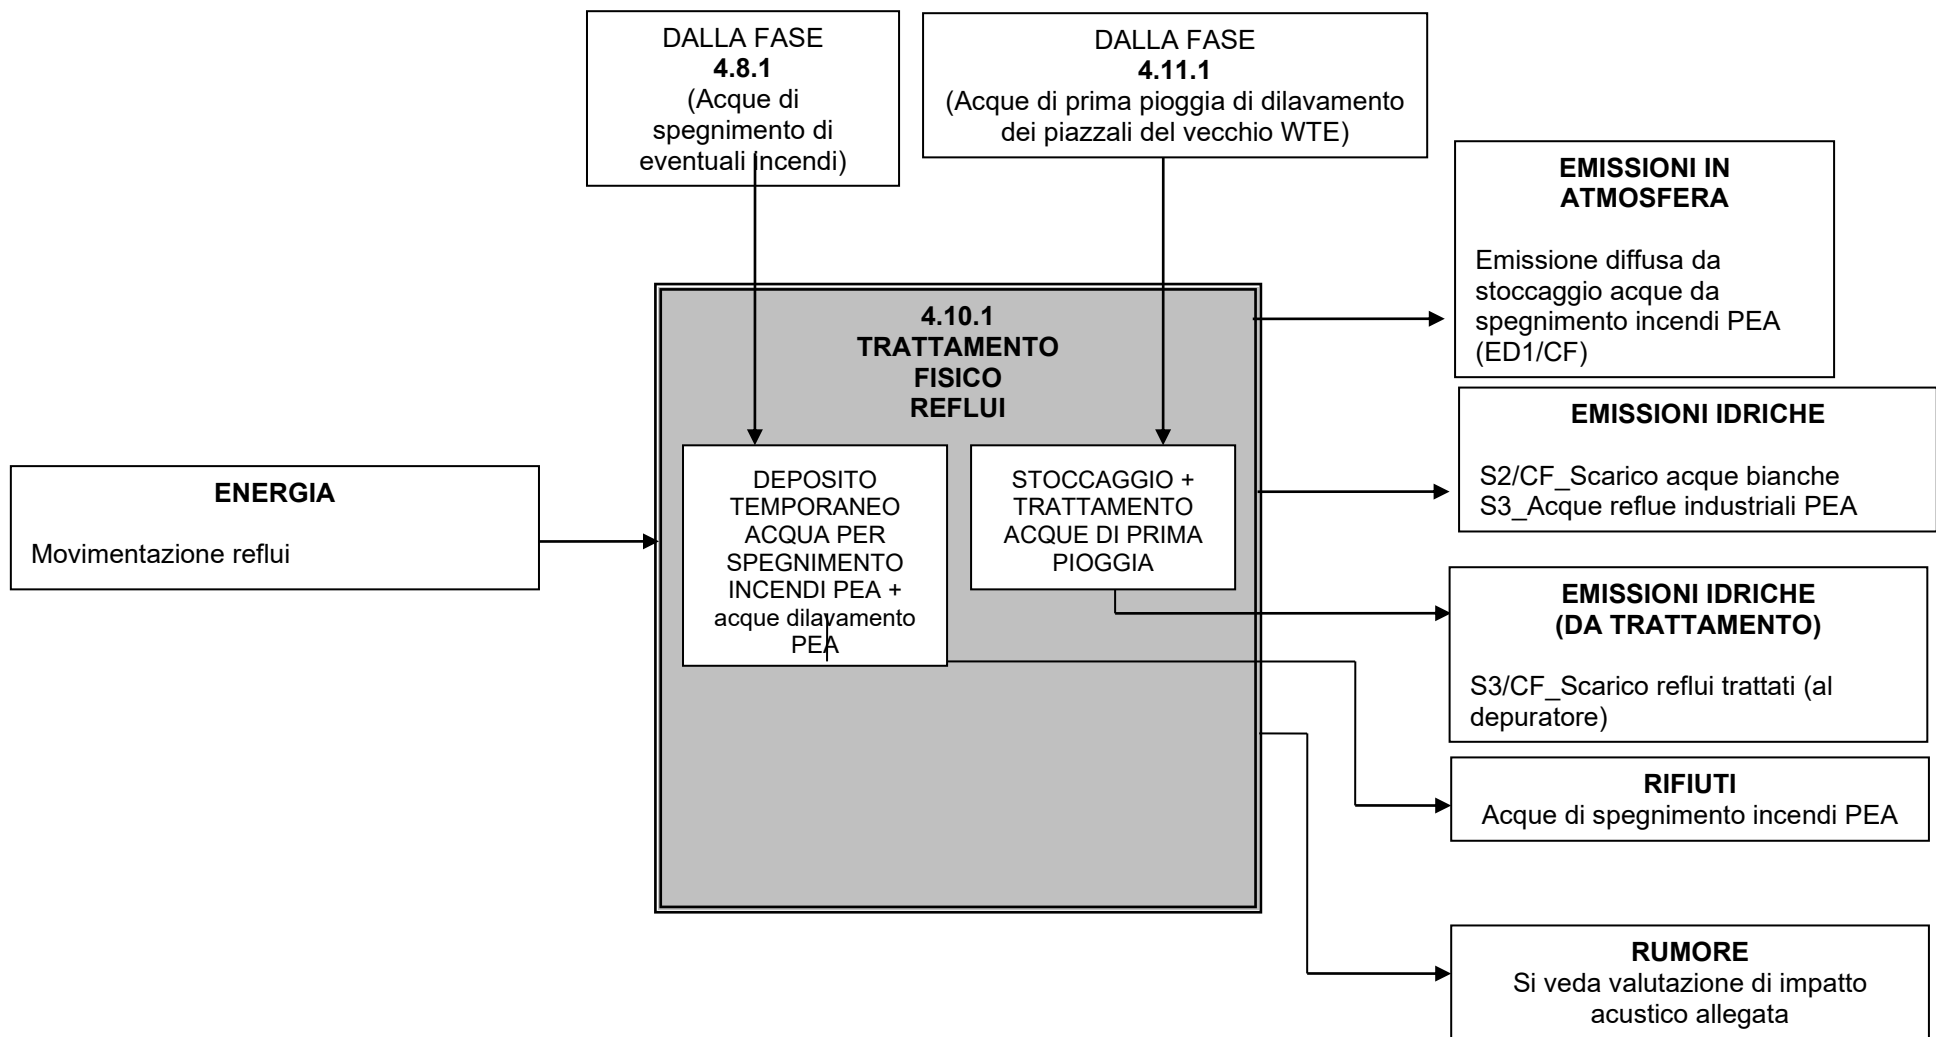 DALLA FASE
4.8.1
(Acque di
spegnimento di
eventuali incendi)
DALLA FASE
4.11.1
(Acque di prima pioggia di dilavamento
dei piazzali del vecchio WTE)
EMISSIONI IN
ATMOSFERA
Emissione diffusa da
stoccaggio acque da
spegnimento incendi PEA
(ED1/CF)
4.10.1
TRATTAMENTO
FISICO
REFLUI
EMISSIONI IDRICHE
S2/CF_Scarico acque bianche
S3_Acque reflue industriali PEA
ENERGIA
Movimentazione reflui
DEPOSITO
TEMPORANEO
ACQUA PER
SPEGNIMENTO
INCENDI PEA +
acque dilavamento
PEA
STOCCAGGIO +
TRATTAMENTO
ACQUE DI PRIMA
PIOGGIA
EMISSIONI IDRICHE
(DA TRATTAMENTO)
S3/CF_Scarico reflui trattati (al
depuratore)
RIFIUTI
Acque di spegnimento incendi PEA
RUMORE
Si veda valutazione di impatto
acustico allegata